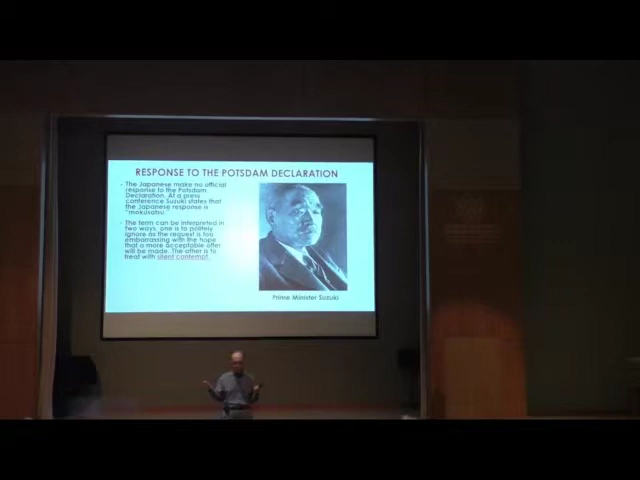 RESPONSE TO THE POTSDAM DECLARATION
- The Japanese make no official
response to the Potsdam
Declaration. At a press
conference Suzuki states that
the Japanese response is
"mokusatsu."
- The term can be interpreted in
two ways, one is to politely
ignore as the request is too
embarrassing with the hope
that a more acceptable offer
will be made. The other is to
treat with silent contempt.
Prime Minister Suzuki